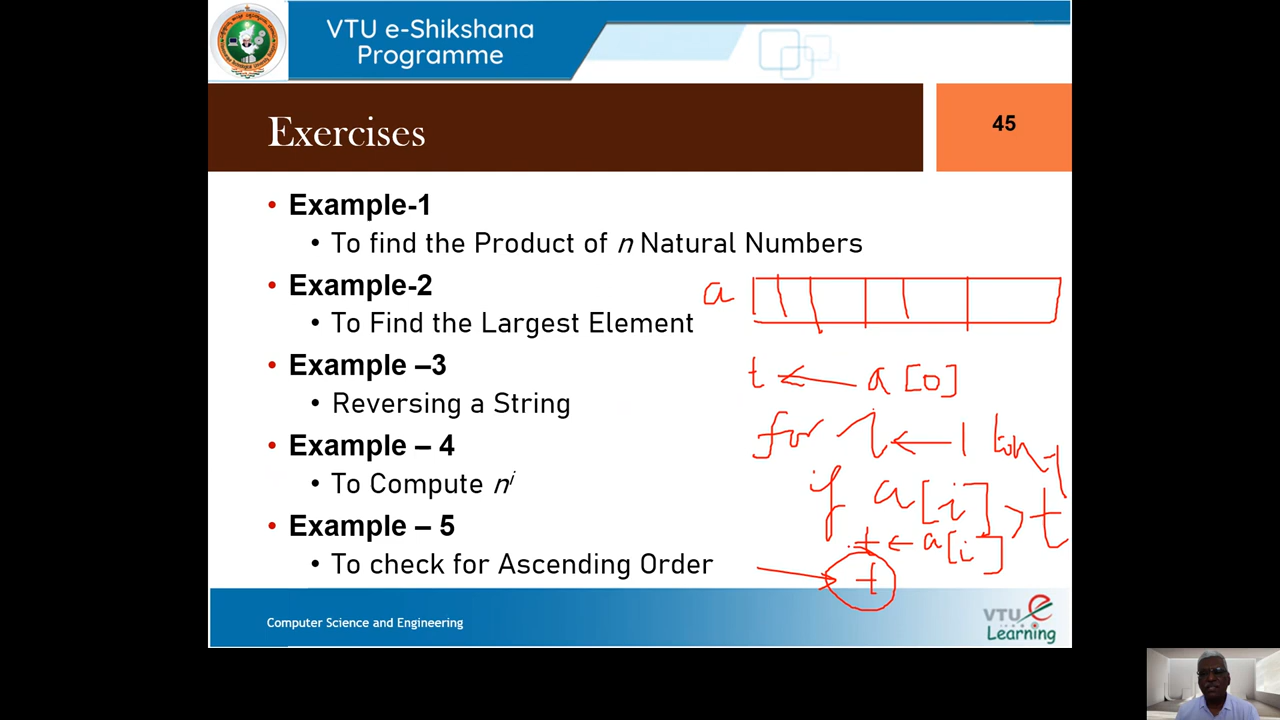 VTU e-Shikshana
Programme
Exercises
45
• Example-1
• To find the Product of n Natural Numbers
• Example-2
• To Find the Largest Element
• Example –3
• Reversing a String
• Example – 4
• To Compute nⁱ
• Example – 5
• To check for Ascending Order
a
t ← a[0]
for i ← 1 to n-1
if a[i] > t
t ← a[i]
→ t
Computer Science and Engineering
VTU e
Learning